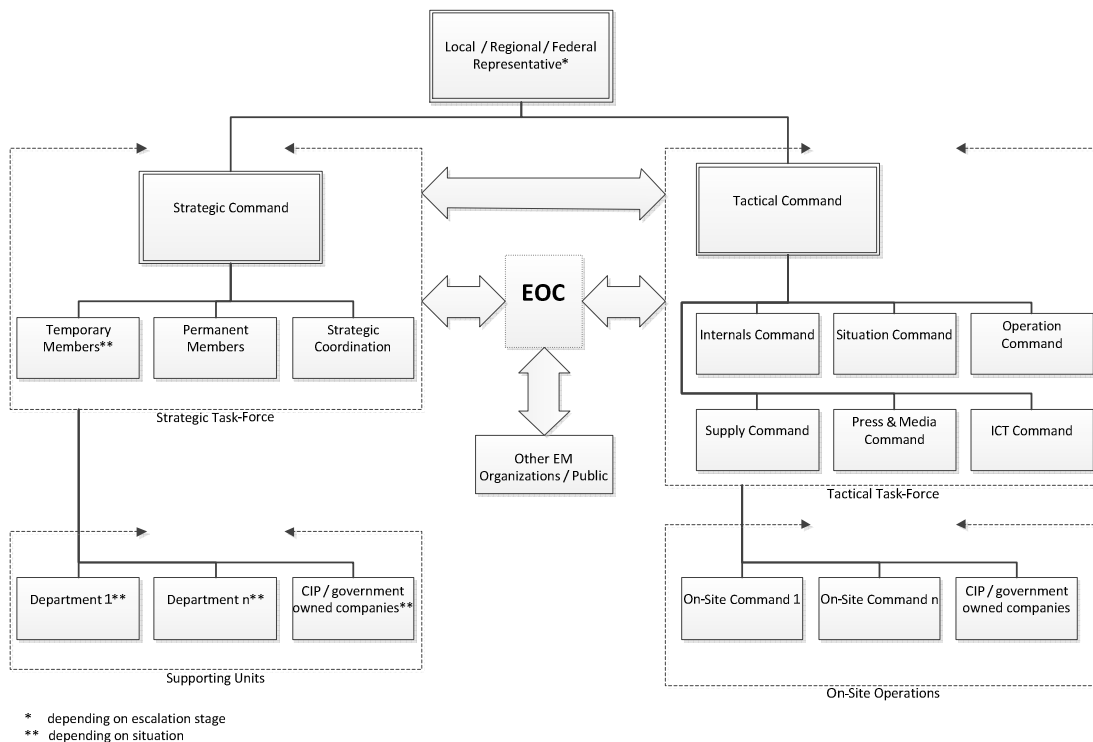 Local / Regional / Federal
Representative*
Strategic Command
Tactical Command
EOC
Temporary
Members**
Permanent
Members
Strategic
Coordination
Internals Command
Situation Command
Operation
Command
Supply Command
Press & Media
Command
ICT Command
Strategic Task-Force
Other EM
Organizations / Public
Tactical Task-Force
Department 1**
Department n**
CIP / government
owned companies**
On-Site Command 1
On-Site Command n
CIP / government
owned companies
Supporting Units
On-Site Operations
* depending on escalation stage
** depending on situation